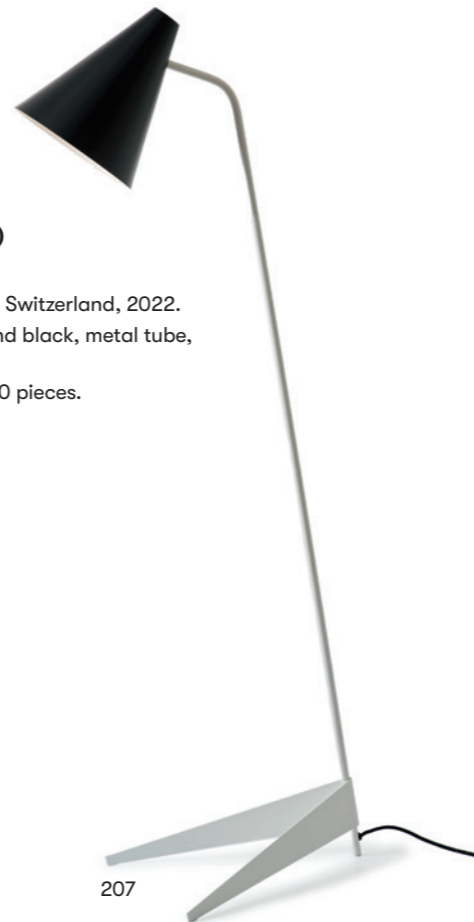 )
Switzerland, 2022.
nd black, metal tube,
0 pieces.
207